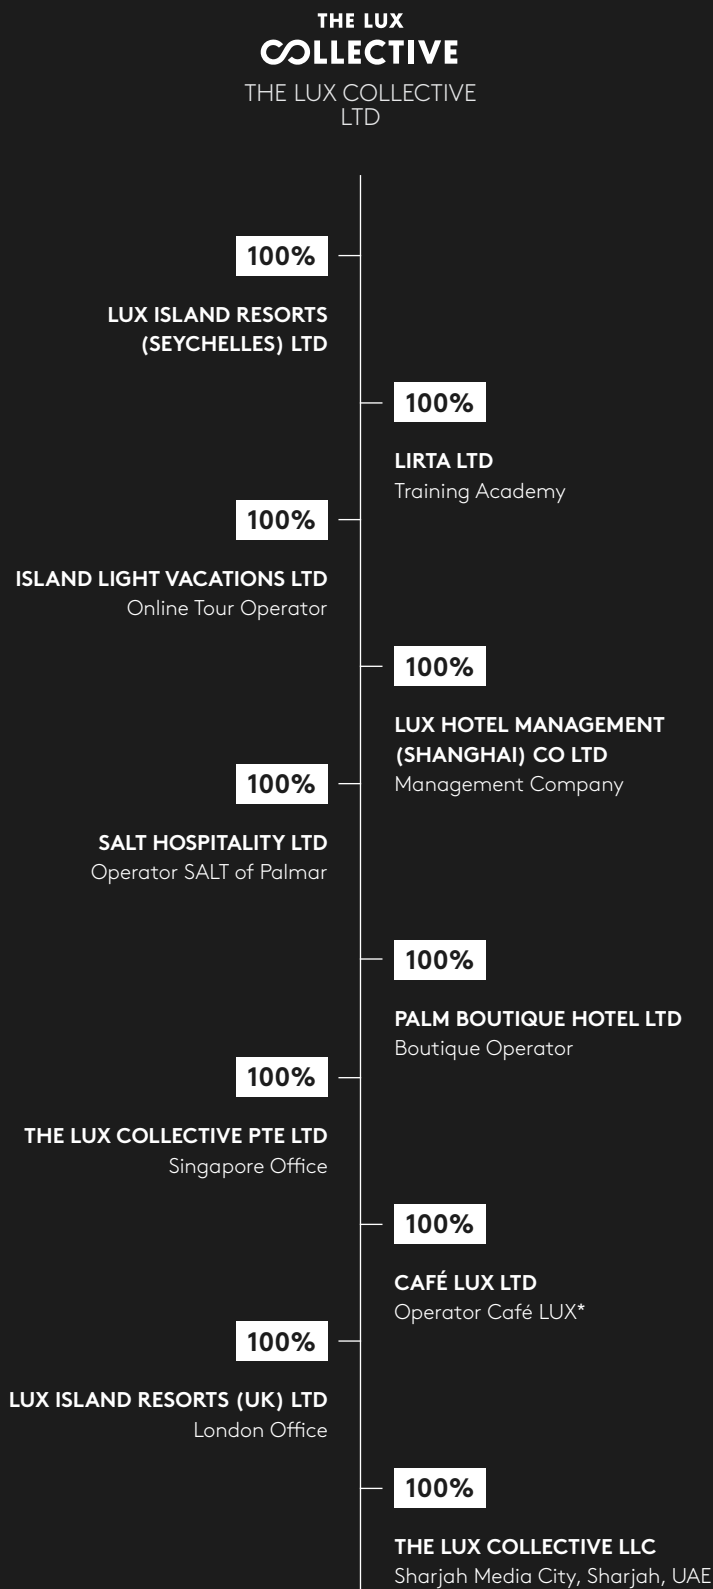 THE LUX
COLLECTIVE
THE LUX COLLECTIVE
LTD
100%
LUX ISLAND RESORTS
(SEYCHELLES) LTD
100%
LIRTA LTD
Training Academy
100%
ISLAND LIGHT VACATIONS LTD
Online Tour Operator
100%
LUX HOTEL MANAGEMENT
(SHANGHAI) CO LTD
Management Company
100%
SALT HOSPITALITY LTD
Operator SALT of Palmar
100%
PALM BOUTIQUE HOTEL LTD
Boutique Operator
100%
THE LUX COLLECTIVE PTE LTD
Singapore Office
100%
CAFÉ LUX LTD
Operator Café LUX*
100%
LUX ISLAND RESORTS (UK) LTD
London Office
100%
THE LUX COLLECTIVE LLC
Sharjah Media City, Sharjah, UAE